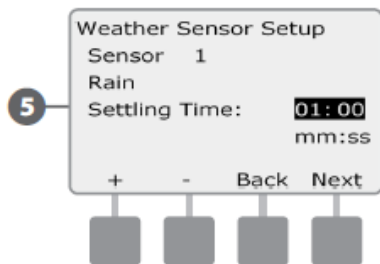 Weather Sensor Setup
Sensor 1
Rain
5
Settling Time: 01:00
mm:ss
+ - Back Next